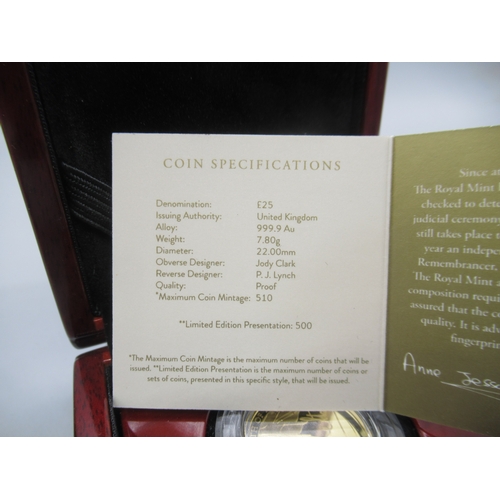 COIN SPECIFICATIONS
Denomination: £25
Issuing Authority: United Kingdom
Alloy: 999.9 Au
Weight: 7.80g
Diameter: 22.00mm
Obverse Designer: Jody Clark
Reverse Designer: P. J. Lynch
Quality: Proof
*Maximum Coin Mintage: 510
**Limited Edition Presentation: 500
*The Maximum Coin Mintage is the maximum number of coins that will be
issued. **Limited Edition Presentation is the maximum number of coins or
sets of coins, presented in this specific style, that will be issued.
Since
The Royal Mint
checked to
judicial ceremony
still takes place
year an
Remembrancer.
The Royal Mint
composition
assured that the
quality. It is
Anne